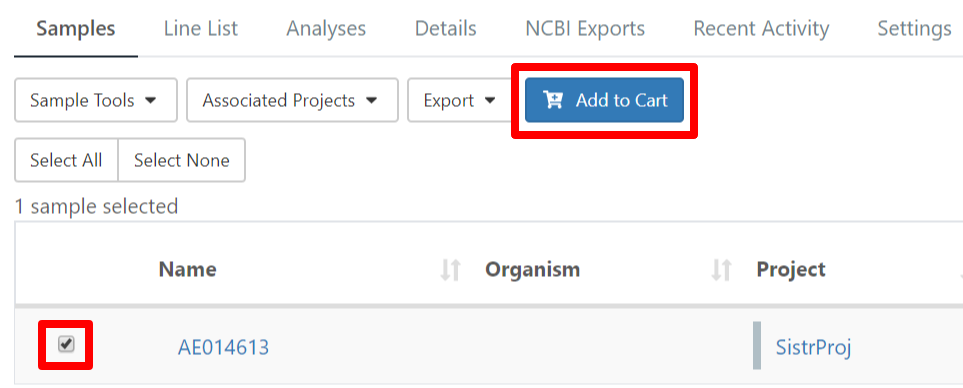 Samples Line List Analyses Details NCBI Exports Recent Activity Settings
Sample Tools Associated Projects Export Add to Cart
Select All Select None
1 sample selected
Name Organism Project
AE014613 SistrProj